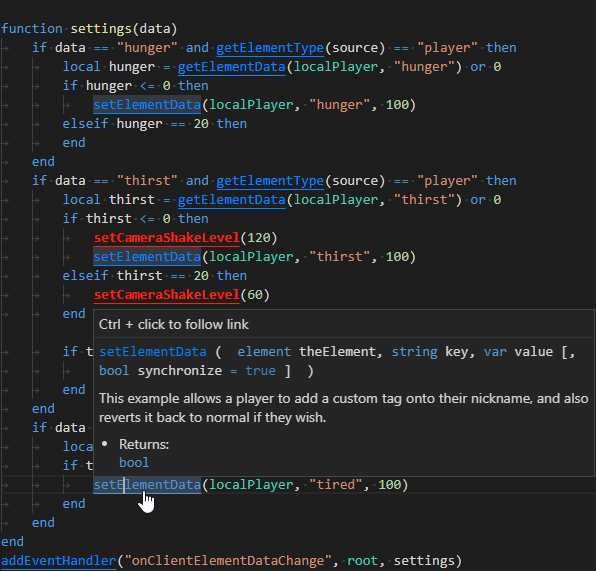 function settings(data)
if data == "hunger" and getElementType(source) == "player" then
local hunger = getElementData(localPlayer, "hunger") or 0
if hunger <= 0 then
setElementData(localPlayer, "hunger", 100)
elseif hunger == 20 then
end
end
if data == "thirst" and getElementType(source) == "player" then
local thirst = getElementData(localPlayer, "thirst") or 0
if thirst <= 0 then
setCameraShakeLevel(120)
setElementData(localPlayer, "thirst", 100)
elseif thirst == 20 then
setCameraShakeLevel(60)
end
Ctrl + click to follow link
if t
setElementData ( element theElement, string key, var value [,
bool synchronize = true ] )
end
This example allows a player to add a custom tag onto their nickname, and also
end
reverts it back to normal if they wish.
if data
• Returns:
loca
bool
if t
setElementData(localPlayer, "tired", 100)
end
end
end
addEventHandler("onClientElementDataChange", root, settings)